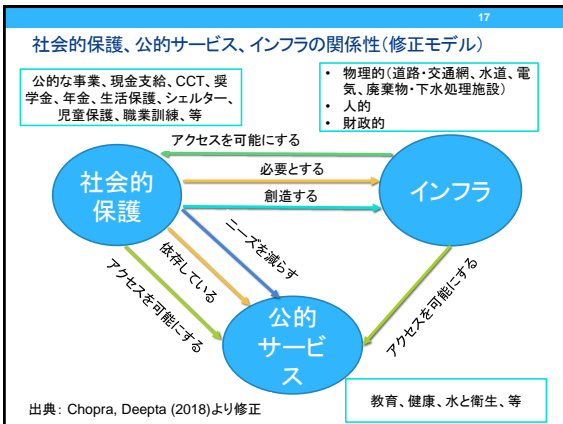 17
社会的保護、公的サービス、インフラの関係性(修正モデル)
公的な事業、現金支給、CCT、奨
学金、年金、生活保護、シェルター、
児童保護、職業訓練、等
• 物理的(道路・交通網、水道、電
気、廃棄物・下水処理施設)
• 人的
• 財政的
アクセスを可能にする
必要とする
創造する
社会的
保護
インフラ
ニーズを減らす
依存している
アクセスを可能にする
アクセスを可能にする
公的
サービ
ス
教育、健康、水と衛生、等
出典: Chopra, Deepta (2018)より修正